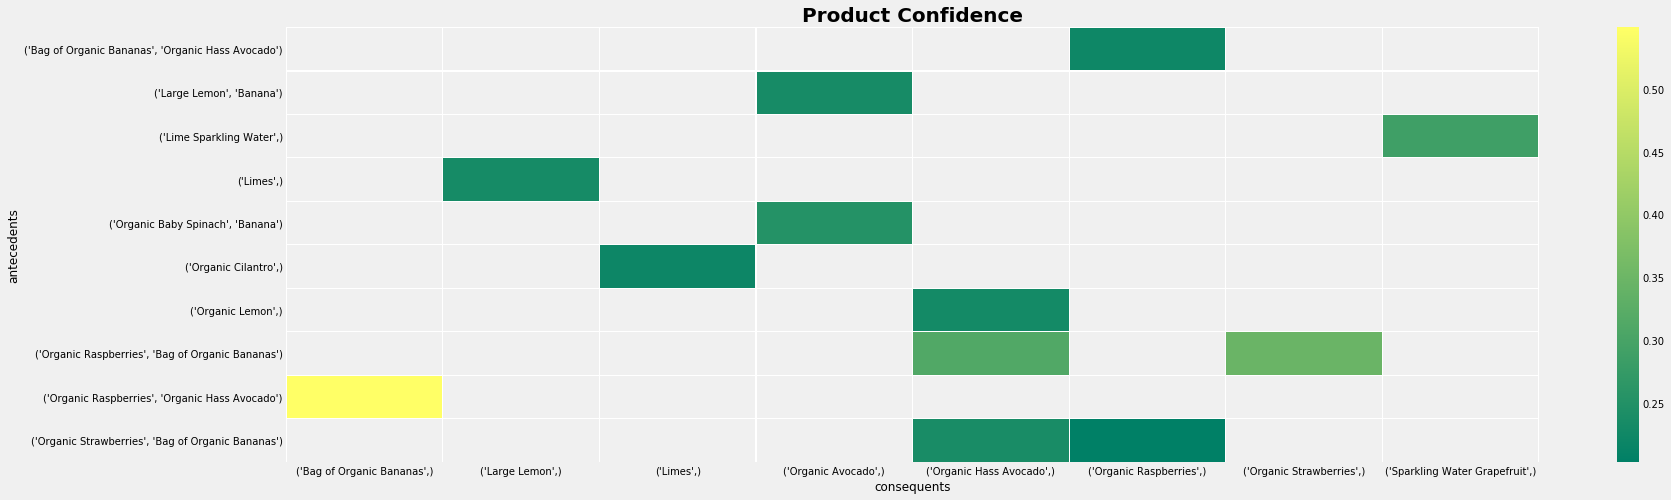 Product Confidence
('Bag of Organic Bananas', 'Organic Hass Avocado')
('Large Lemon', 'Banana')
('Lime Sparkling Water',)
('Limes',)
('Organic Baby Spinach', 'Banana')
('Organic Cilantro',)
('Organic Lemon',)
('Organic Raspberries', 'Bag of Organic Bananas')
('Organic Raspberries', 'Organic Hass Avocado')
('Organic Strawberries', 'Bag of Organic Bananas')
antecedents
('Bag of Organic Bananas',)
('Large Lemon',)
('Limes',)
('Organic Avocado',)
('Organic Hass Avocado',)
('Organic Raspberries',)
('Organic Strawberries',)
('Sparkling Water Grapefruit',)
consequents
0.50
0.45
0.40
0.35
0.30
0.25